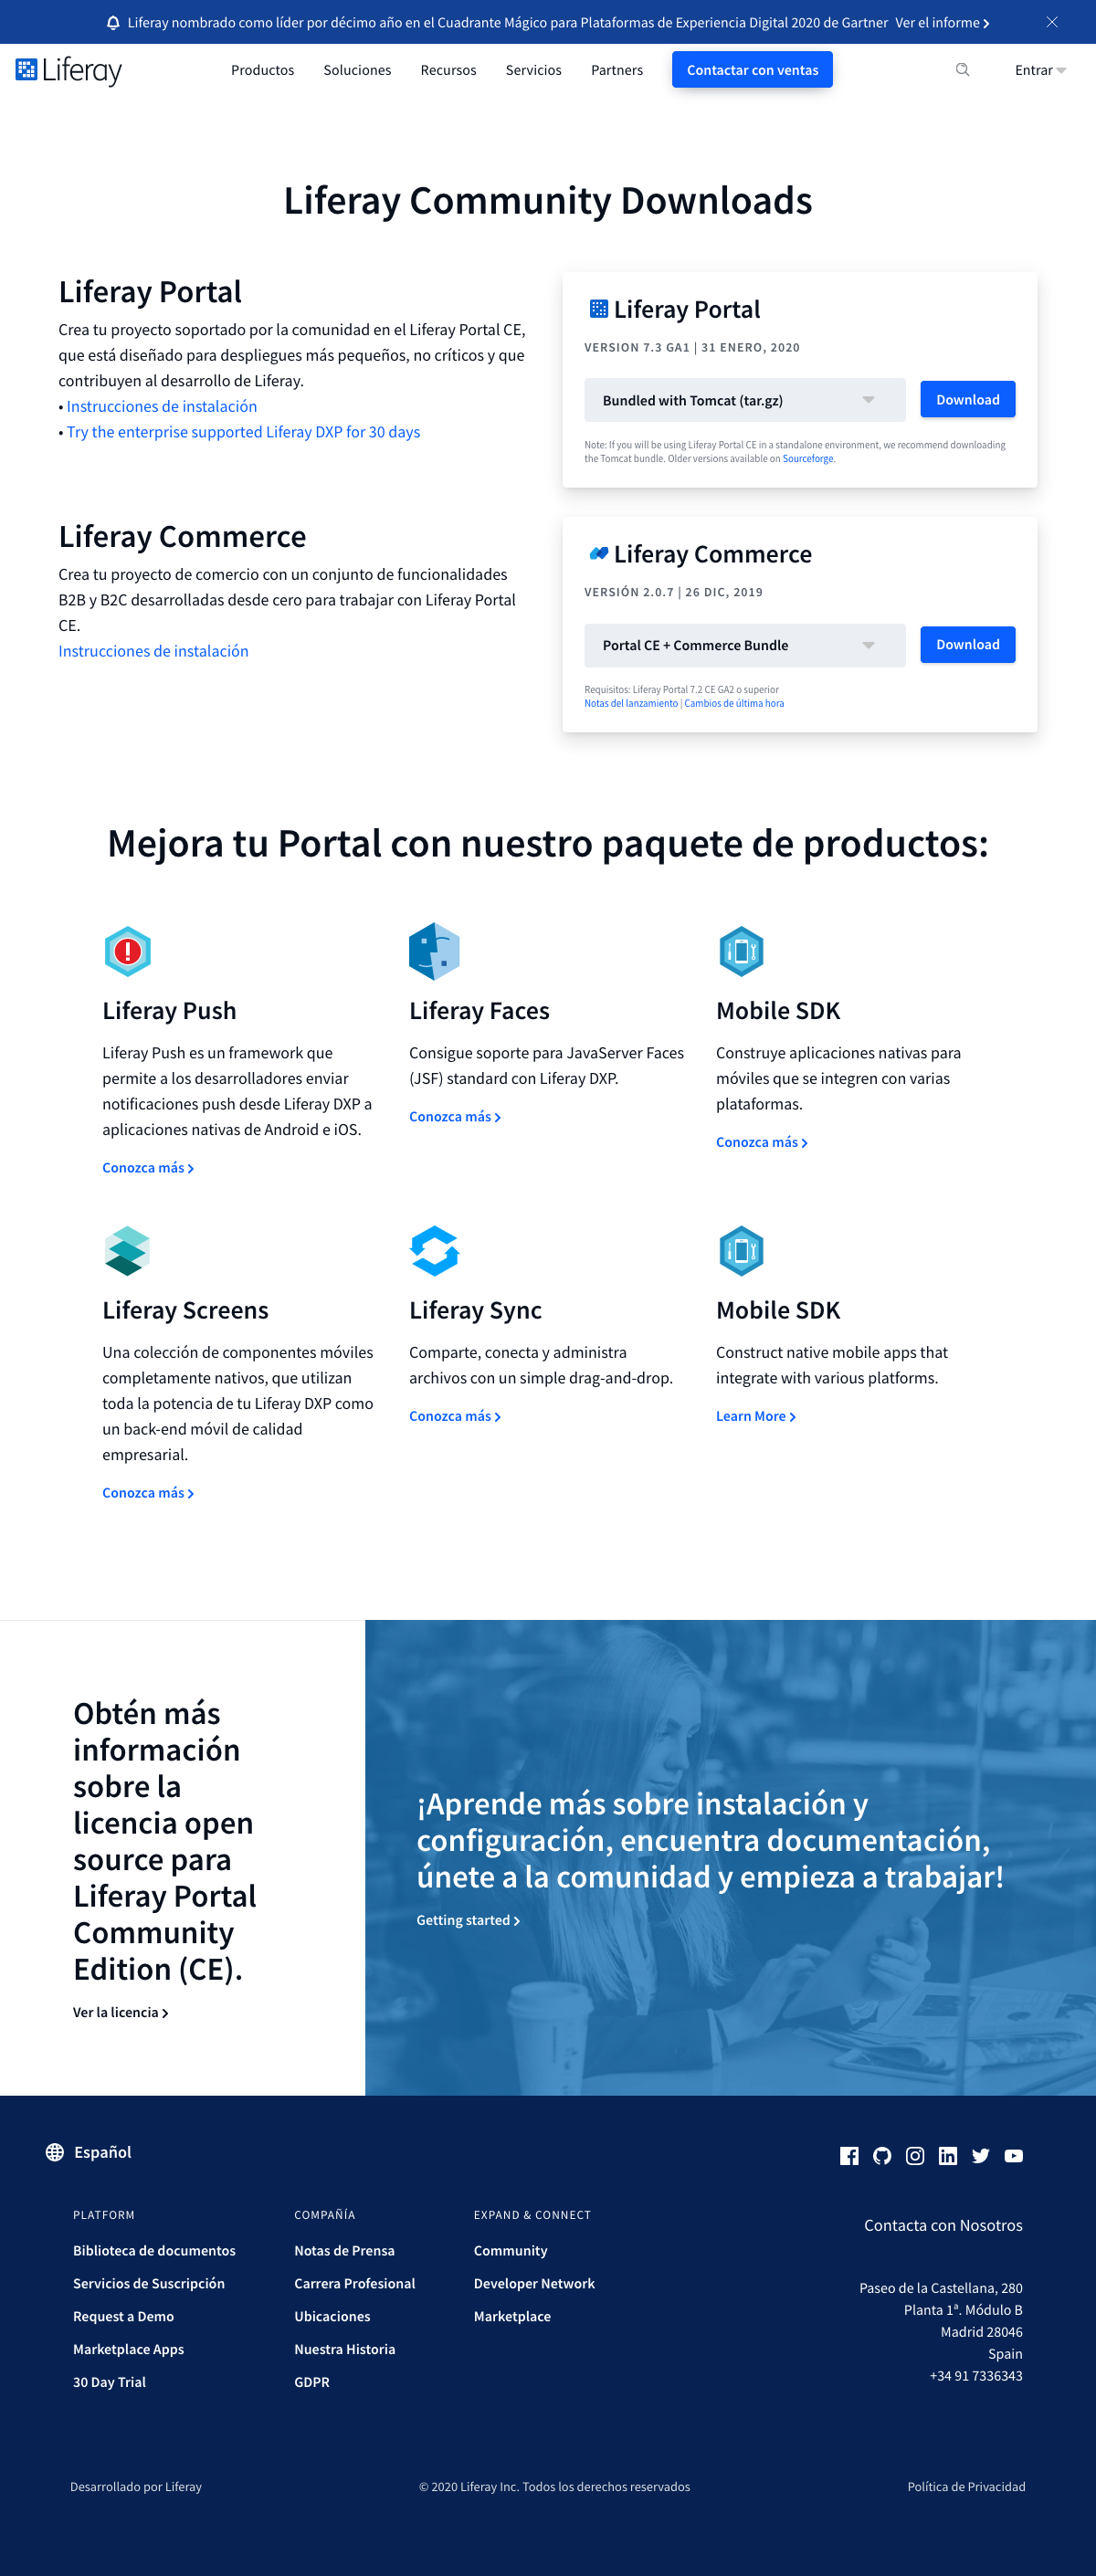 Liferay nombrado como líder por décimo año en el Cuadrante Mágico para Plataformas de Experiencia Digital 2020 de Gartner Ver el informe
Liferay
Productos
Soluciones
Recursos
Servicios
Partners
Contactar con ventas
Entrar
Liferay Community Downloads
Liferay Portal
Crea tu proyecto soportado por la comunidad en el Liferay Portal CE,
que está diseñado para despliegues más pequeños, no críticos y que
contribuyen al desarrollo de Liferay.
• Instrucciones de instalación
• Try the enterprise supported Liferay DXP for 30 days
Liferay Portal
VERSION 7.3 GA1 | 31 ENERO, 2020
Bundled with Tomcat (tar.gz)
Download
Note: If you will be using Liferay Portal CE in a standalone environment, we recommend downloading
the Tomcat bundle. Older versions available on Sourceforge.
Liferay Commerce
Crea tu proyecto de comercio con un conjunto de funcionalidades
B2B y B2C desarrolladas desde cero para trabajar con Liferay Portal
CE.
Instrucciones de instalación
Liferay Commerce
VERSIÓN 2.0.7 | 26 DIC, 2019
Portal CE + Commerce Bundle
Download
Requisitos: Liferay Portal 7.2 CE GA2 o superior
Notas del lanzamiento | Cambios de última hora
Mejora tu Portal con nuestro paquete de productos:
Liferay Push
Liferay Push es un framework que
permite a los desarrolladores enviar
notificaciones push desde Liferay DXP a
aplicaciones nativas de Android e iOS.
Conozca más
Liferay Faces
Consigue soporte para JavaServer Faces
(JSF) standard con Liferay DXP.
Conozca más
Mobile SDK
Construye aplicaciones nativas para
móviles que se integren con varias
plataformas.
Conozca más
Liferay Screens
Una colección de componentes móviles
completamente nativos, que utilizan
toda la potencia de tu Liferay DXP como
un back-end móvil de calidad
empresarial.
Conozca más
Liferay Sync
Comparte, conecta y administra
archivos con un simple drag-and-drop.
Conozca más
Mobile SDK
Construct native mobile apps that
integrate with various platforms.
Learn More
Obtén más
información
sobre la
licencia open
source para
Liferay Portal
Community
Edition (CE).
Ver la licencia
¡Aprende más sobre instalación y
configuración, encuentra documentación,
únete a la comunidad y empieza a trabajar!
Getting started
Español
PLATFORM
Biblioteca de documentos
Servicios de Suscripción
Request a Demo
Marketplace Apps
30 Day Trial
COMPAÑÍA
Notas de Prensa
Carrera Profesional
Ubicaciones
Nuestra Historia
GDPR
EXPAND & CONNECT
Community
Developer Network
Marketplace
Contacta con Nosotros
Paseo de la Castellana, 280
Planta 1ª. Módulo B
Madrid 28046
Spain
+34 91 7336343
Desarrollado por Liferay
© 2020 Liferay Inc. Todos los derechos reservados
Política de Privacidad